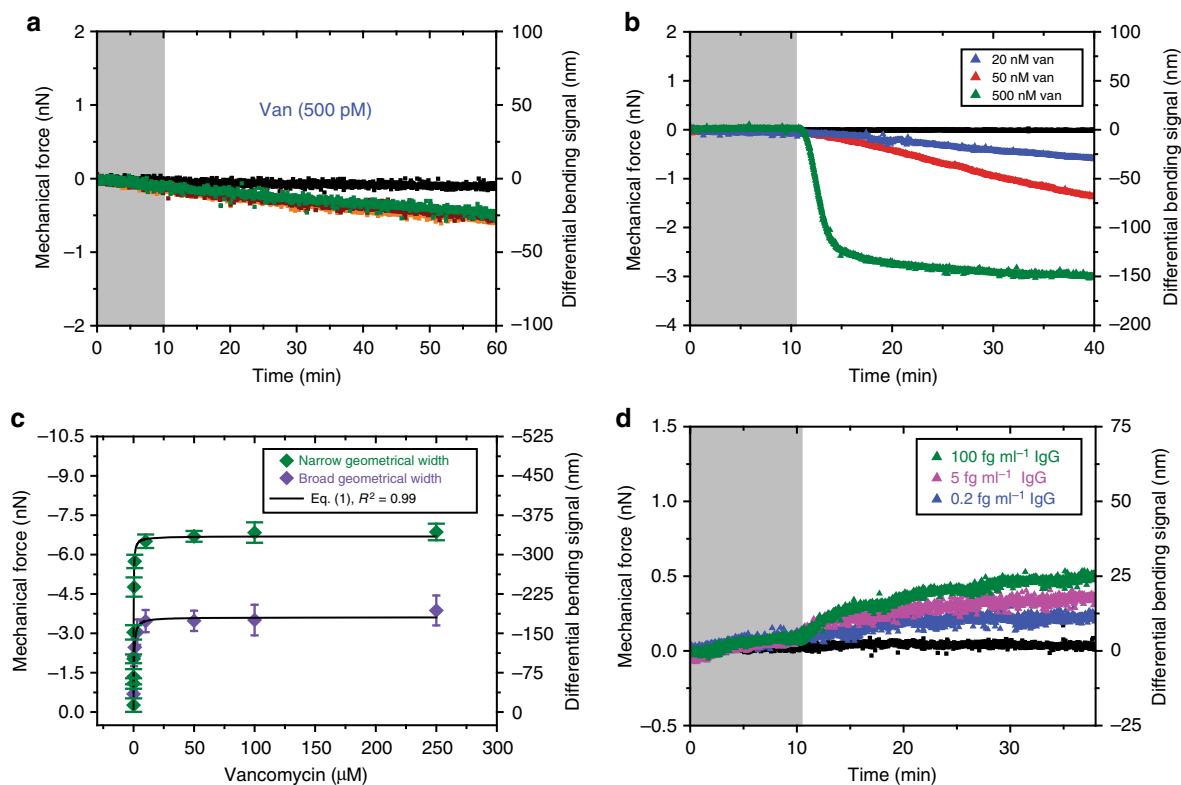 a
Mechanical force (nN)
2
1
0
−1
−2
Van (500 pM)
100
50
0
−50
−100
Differential bending signal (nm)
0
10
20
30
40
50
60
Time (min)
b
Mechanical force (nN)
2
1
0
−1
−2
−3
−4
20 nM van
50 nM van
500 nM van
100
50
0
−50
−100
−150
−200
Differential bending signal (nm)
0
10
20
30
40
Time (min)
c
Mechanical force (nN)
−10.5
−9.0
−7.5
−6.0
−4.5
−3.0
−1.5
0.0
Narrow geometrical width
Broad geometrical width
Eq. (1), R² = 0.99
−525
−450
−375
−300
−225
−150
−75
0
Differential bending signal (nm)
0
50
100
150
200
250
300
Vancomycin (μM)
d
Mechanical force (nN)
1.5
1.0
0.5
0.0
−0.5
100 fg ml⁻¹ IgG
5 fg ml⁻¹ IgG
0.2 fg ml⁻¹ IgG
75
50
25
0
−25
Differential bending signal (nm)
0
10
20
30
Time (min)